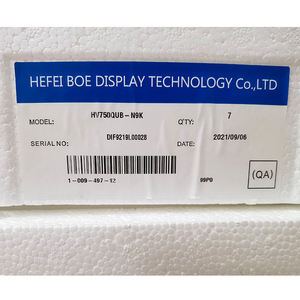 HEFEI BOE DISPLAY TECHNOLOGY Co.,LTD
MODEL: HV750QUB-N9K Q'TY: 7
SERIAL NO: DIF9219L00028 DATE: 2021/09/06
1-009-497-12 99PD (QA)